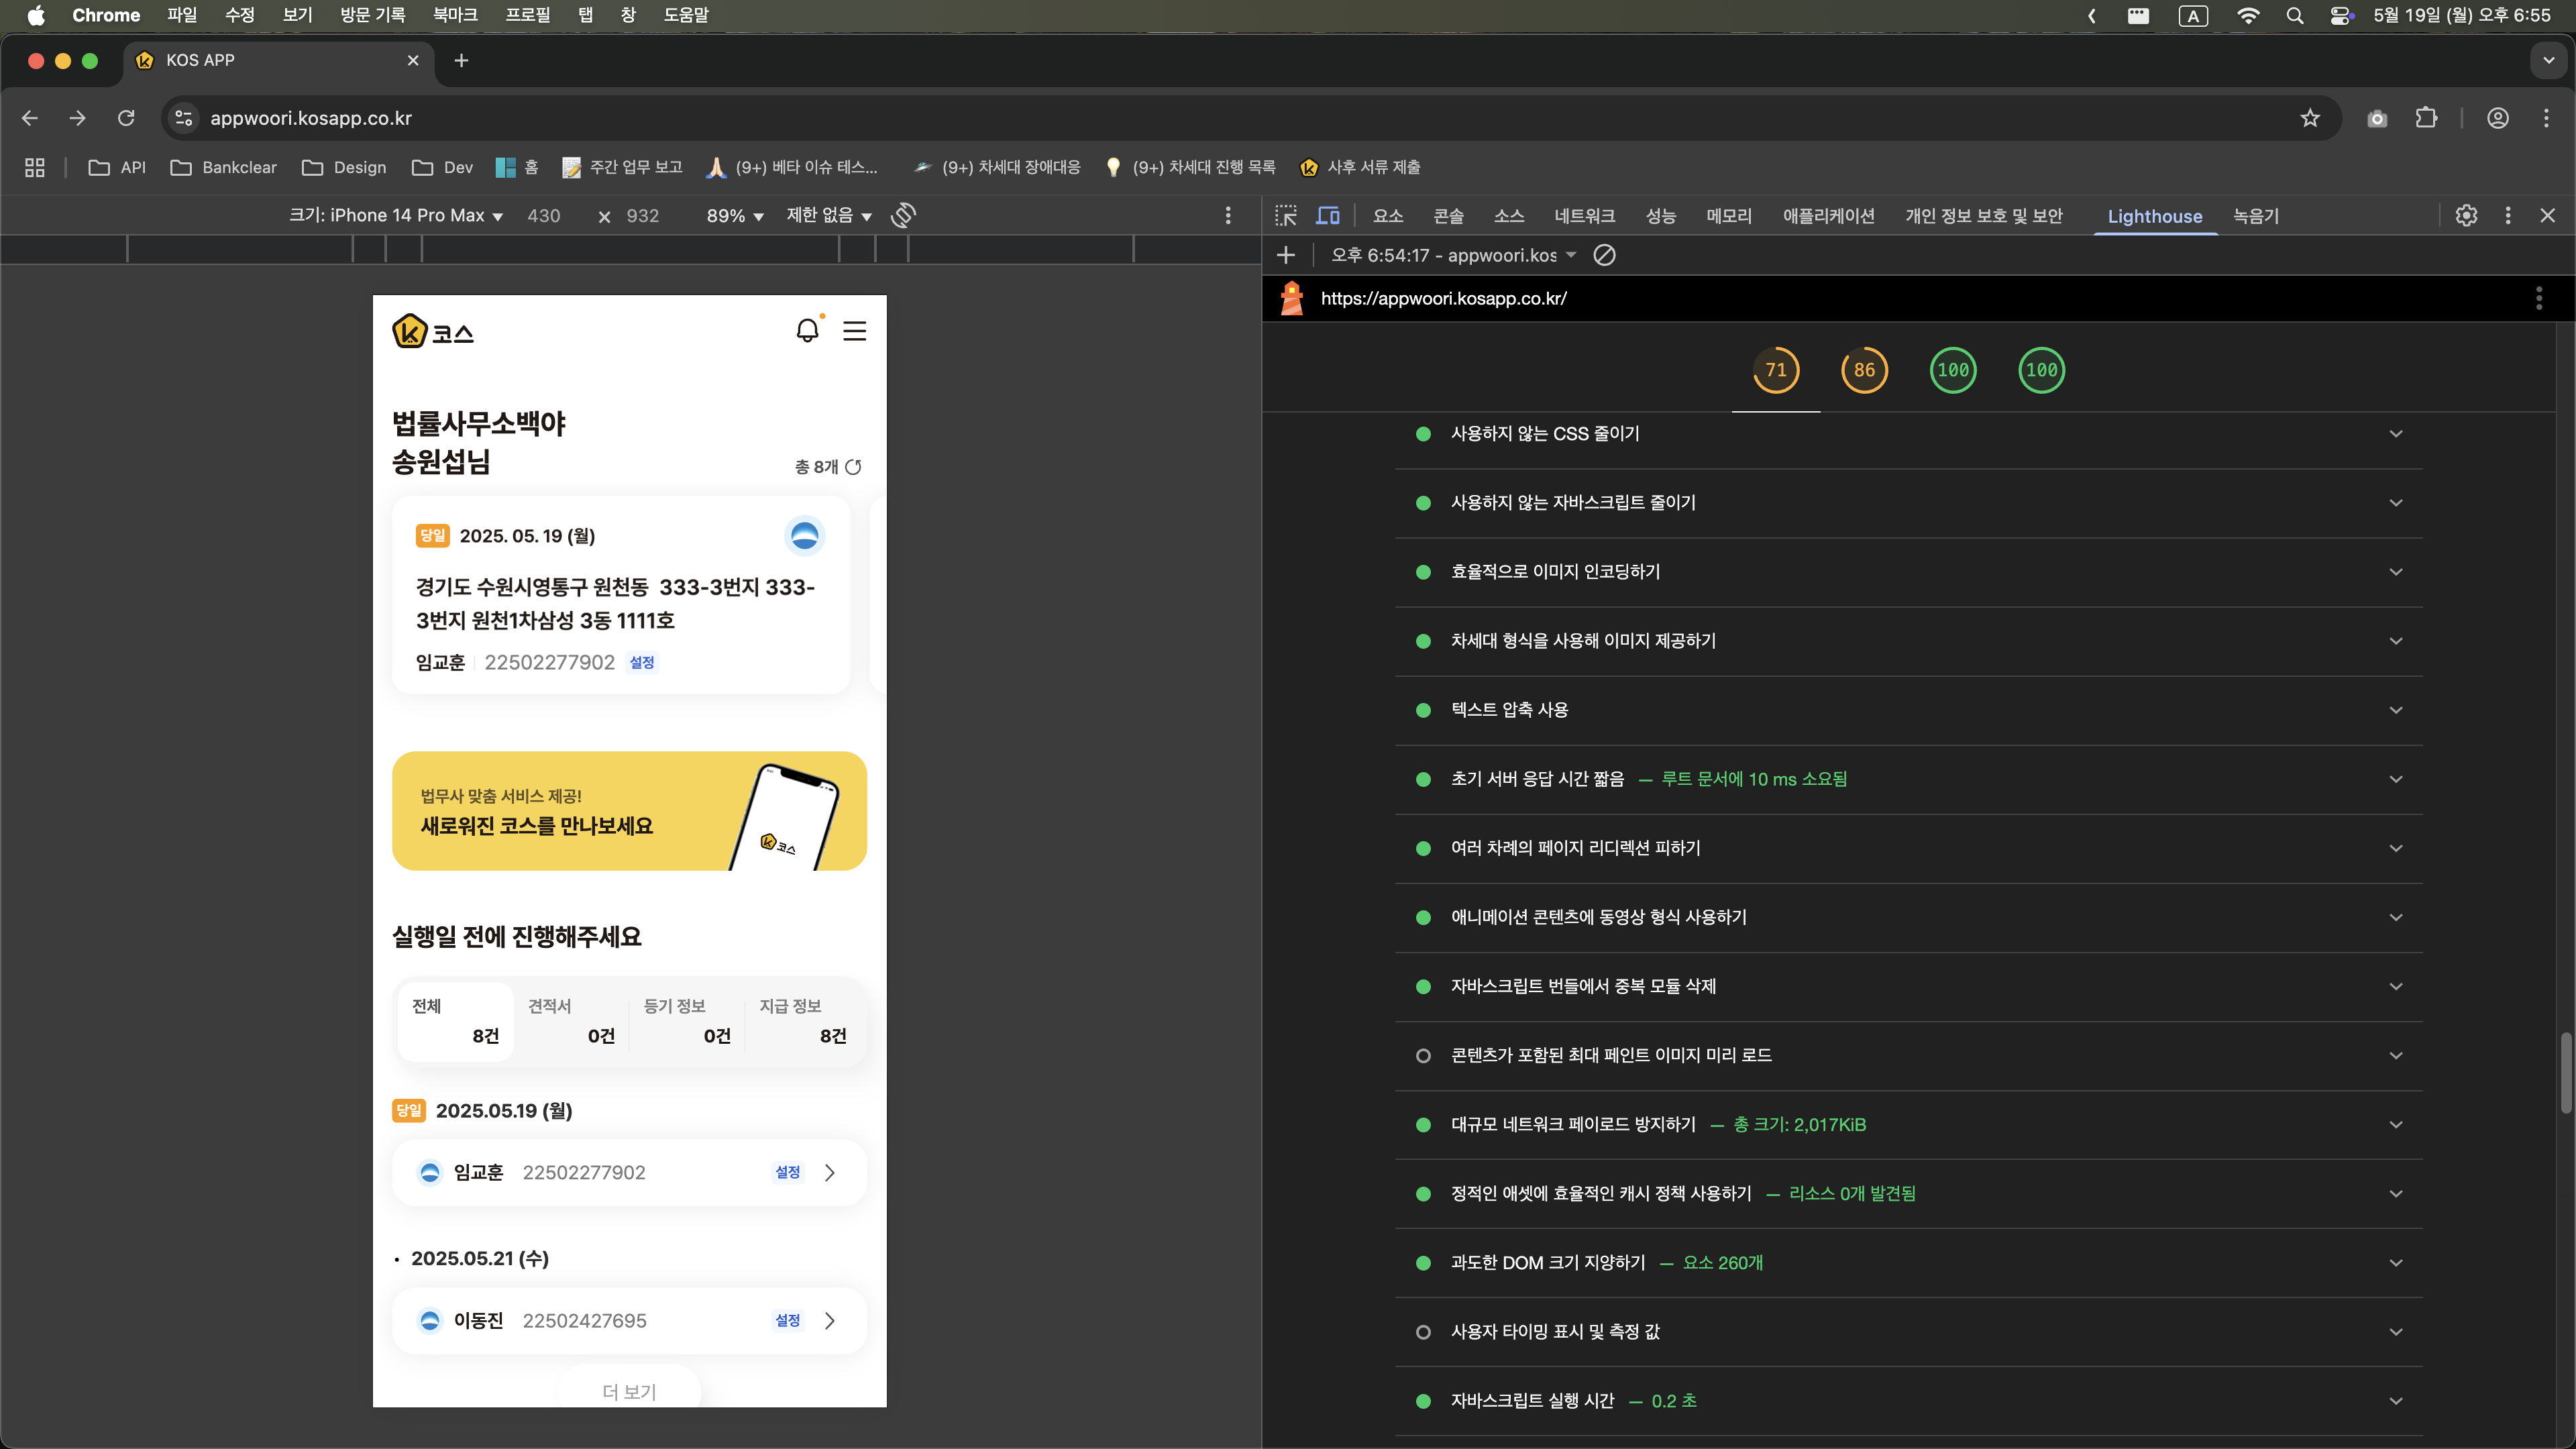 Chrome 파일 수정 보기 방문 기록 북마크 프로필 탭 창 도움말
A 5월 19일 (월) 오후 6:55
KOS APP
appwoori.kosapp.co.kr
API Bankclear Design Dev 홈 주간 업무 보고 (9+) 베타 이슈 테스... (9+) 차세대 장애대응 (9+) 차세대 진행 목록 사후 서류 제출
크기: iPhone 14 Pro Max 430 × 932 89% 제한 없음
요소 콘솔 소스 네트워크 성능 메모리 애플리케이션 개인 정보 보호 및 보안 Lighthouse 녹음기
오후 6:54:17 - appwoori.kos
https://appwoori.kosapp.co.kr/
71 86 100 100
코스
법률사무소백야
송원섭님
총 8개
당일 2025. 05. 19 (월)
경기도 수원시영통구 원천동 333-3번지 333-
3번지 원천1차삼성 3동 1111호
임교훈 22502277902 설정
법무사 맞춤 서비스 제공!
새로워진 코스를 만나보세요
코스
실행일 전에 진행해주세요
전체 견적서 등기 정보 지급 정보
8건 0건 0건 8건
당일 2025.05.19 (월)
임교훈 22502277902 설정
· 2025.05.21 (수)
이동진 22502427695 설정
더 보기
사용하지 않는 CSS 줄이기
사용하지 않는 자바스크립트 줄이기
효율적으로 이미지 인코딩하기
차세대 형식을 사용해 이미지 제공하기
텍스트 압축 사용
초기 서버 응답 시간 짧음 — 루트 문서에 10 ms 소요됨
여러 차례의 페이지 리디렉션 피하기
애니메이션 콘텐츠에 동영상 형식 사용하기
자바스크립트 번들에서 중복 모듈 삭제
콘텐츠가 포함된 최대 페인트 이미지 미리 로드
대규모 네트워크 페이로드 방지하기 — 총 크기: 2,017KiB
정적인 애셋에 효율적인 캐시 정책 사용하기 — 리소스 0개 발견됨
과도한 DOM 크기 지양하기 — 요소 260개
사용자 타이밍 표시 및 측정 값
자바스크립트 실행 시간 — 0.2 초